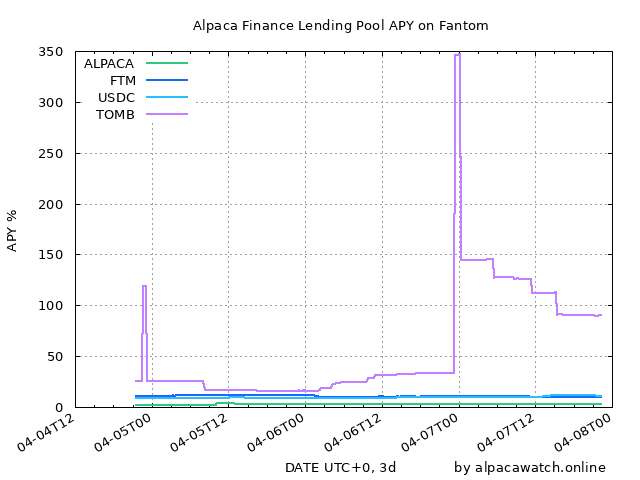 Alpaca Finance Lending Pool APY on Fantom
350
300
250
200
150
100
50
0
APY %
ALPACA
FTM
USDC
TOMB
04-04T12
04-05T00
04-05T12
04-06T00
04-06T12
04-07T00
04-07T12
04-08T00
DATE UTC+0, 3d
by alpacawatch.online